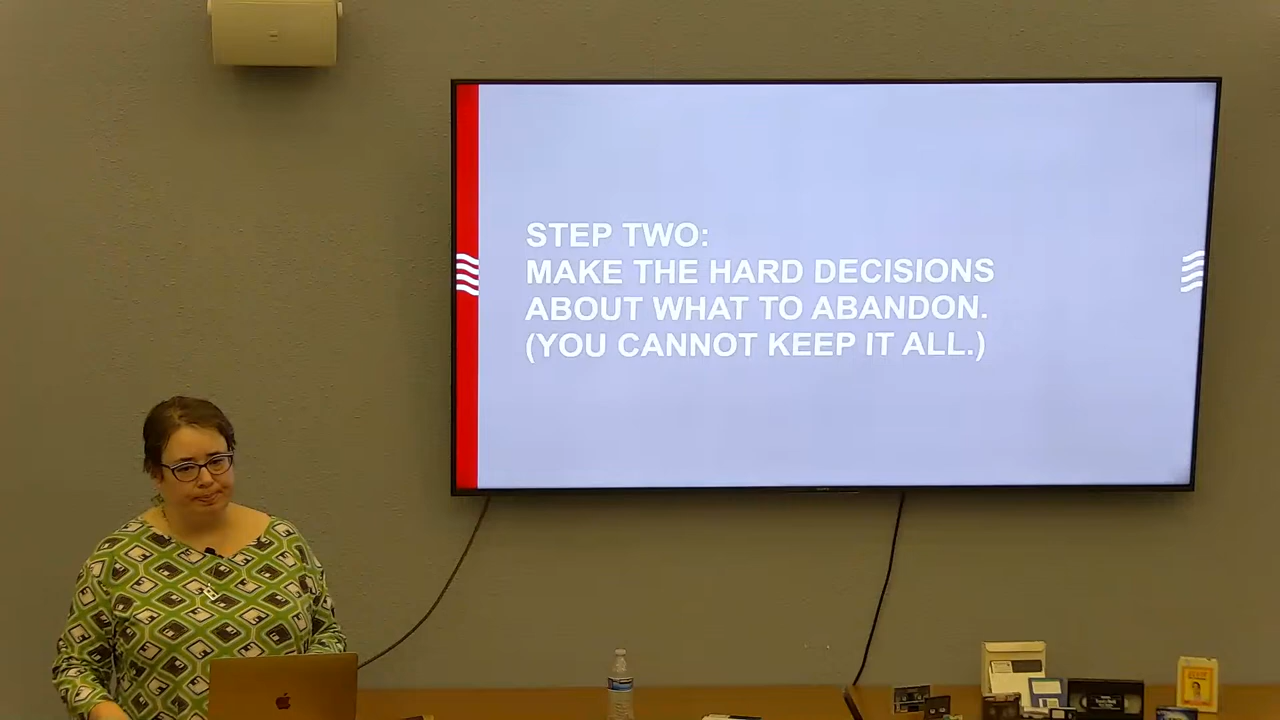 STEP TWO:
MAKE THE HARD DECISIONS
ABOUT WHAT TO ABANDON.
(YOU CANNOT KEEP IT ALL.)